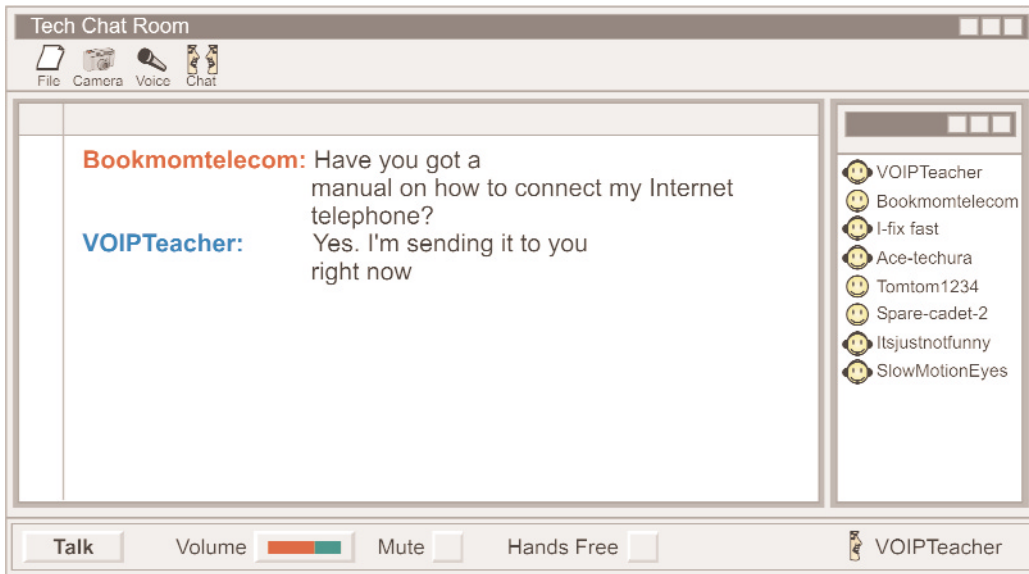 Tech Chat Room
File Camera Voice Chat
Bookmomtelecom: Have you got a
manual on how to connect my Internet
telephone?
VOIPTeacher: Yes. I'm sending it to you
right now
VOIPTeacher
Bookmomtelecom
I-fix fast
Ace-techura
Tomtom1234
Spare-cadet-2
Itsjustnotfunny
SlowMotionEyes
Talk Volume Mute Hands Free VOIPTeacher